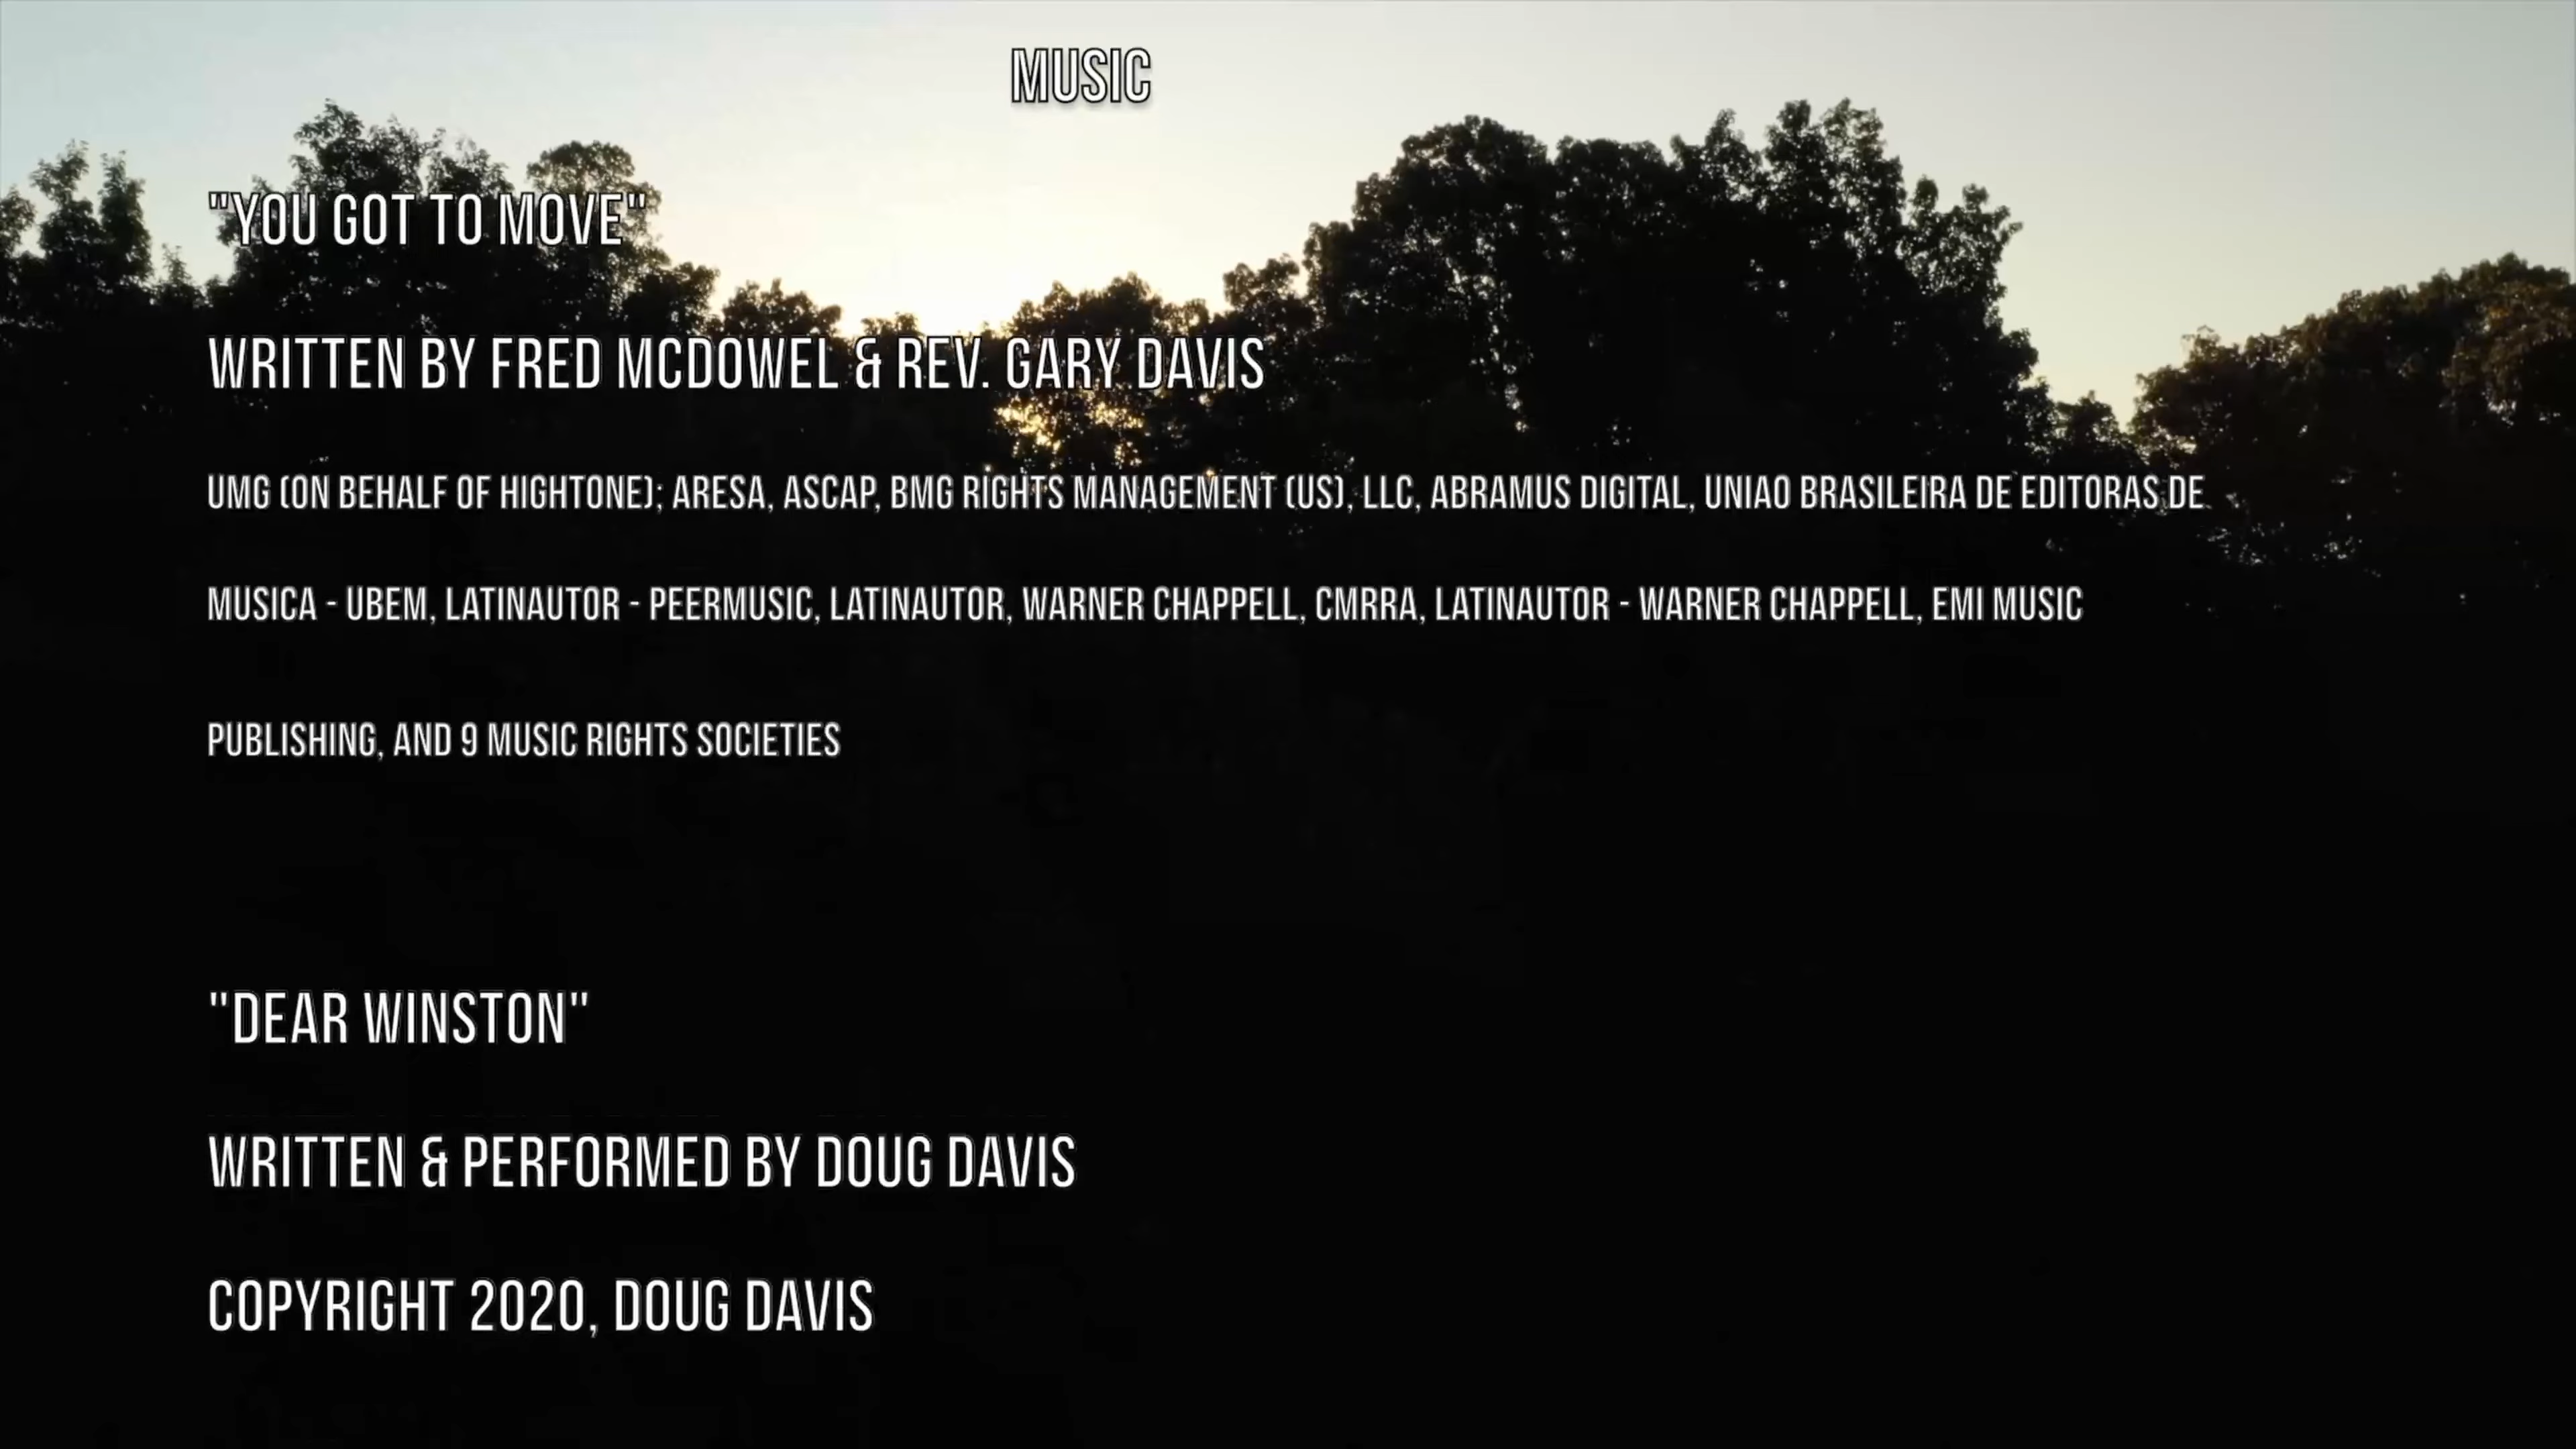 MUSIC
"YOU GOT TO MOVE"
WRITTEN BY FRED MCDOWEL & REV. GARY DAVIS
UMG (ON BEHALF OF HIGHTONE); ARESA, ASCAP, BMG RIGHTS MANAGEMENT (US), LLC, ABRAMUS DIGITAL, UNIAO BRASILEIRA DE EDITORAS DE
MUSICA - UBEM, LATINAUTOR - PEERMUSIC, LATINAUTOR, WARNER CHAPPELL, CMRRA, LATINAUTOR - WARNER CHAPPELL, EMI MUSIC
PUBLISHING, AND 9 MUSIC RIGHTS SOCIETIES
"DEAR WINSTON"
WRITTEN & PERFORMED BY DOUG DAVIS
COPYRIGHT 2020, DOUG DAVIS